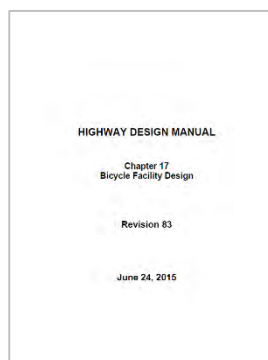 HIGHWAY DESIGN MANUAL
Chapter 17
Bicycle Facility Design
Revision 83
June 24, 2015